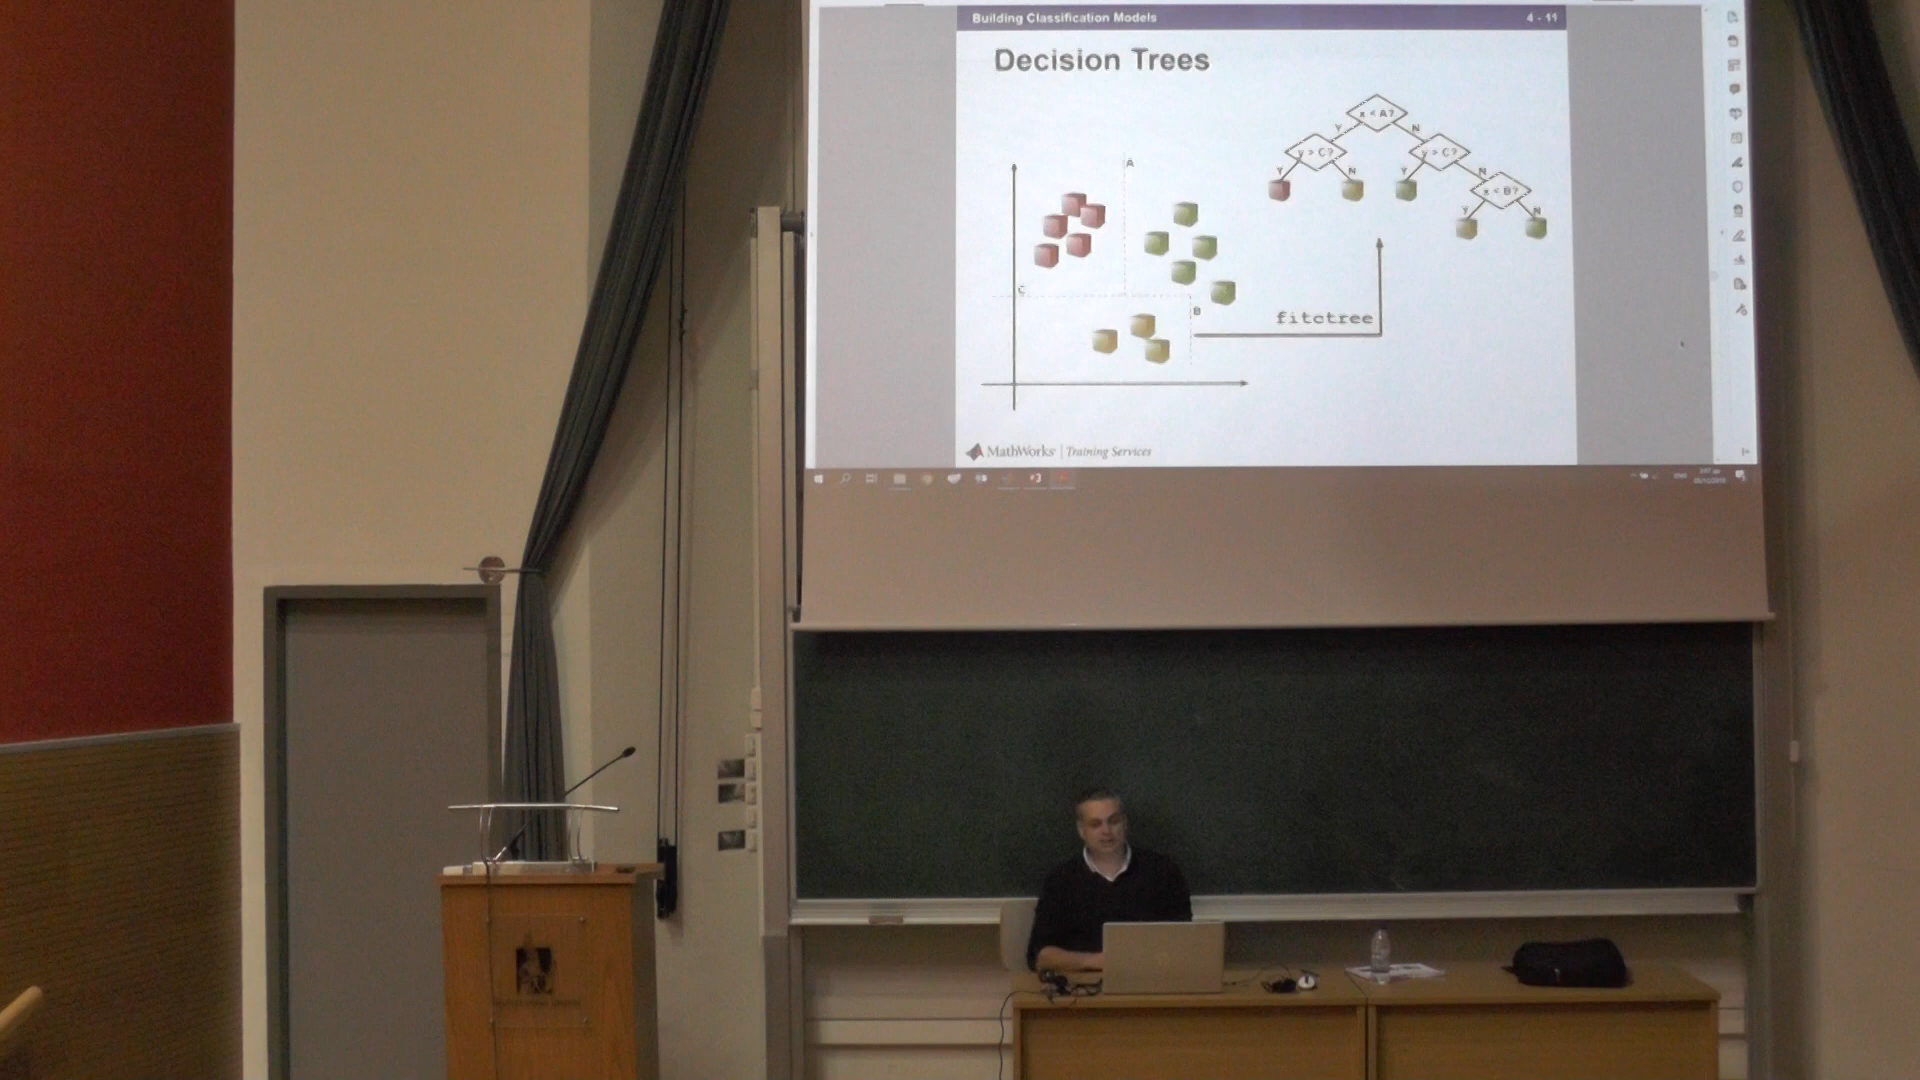 Building Classification Models 4 - 11
Decision Trees
x < A?
Y N
y > C? y > C?
Y N Y N
x < B?
Y N
A
C
B
fitctree
MathWorks | Training Services